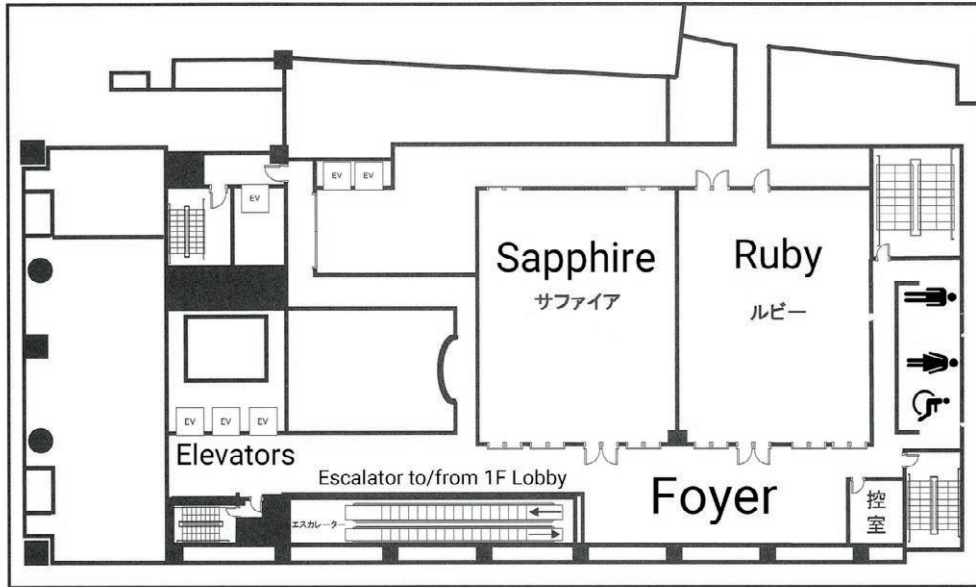 EV EV
EV
Sapphire
サファイア
Ruby
ルビー
EV EV EV
Elevators
Escalator to/from 1F Lobby
エスカレーター
Foyer
控室